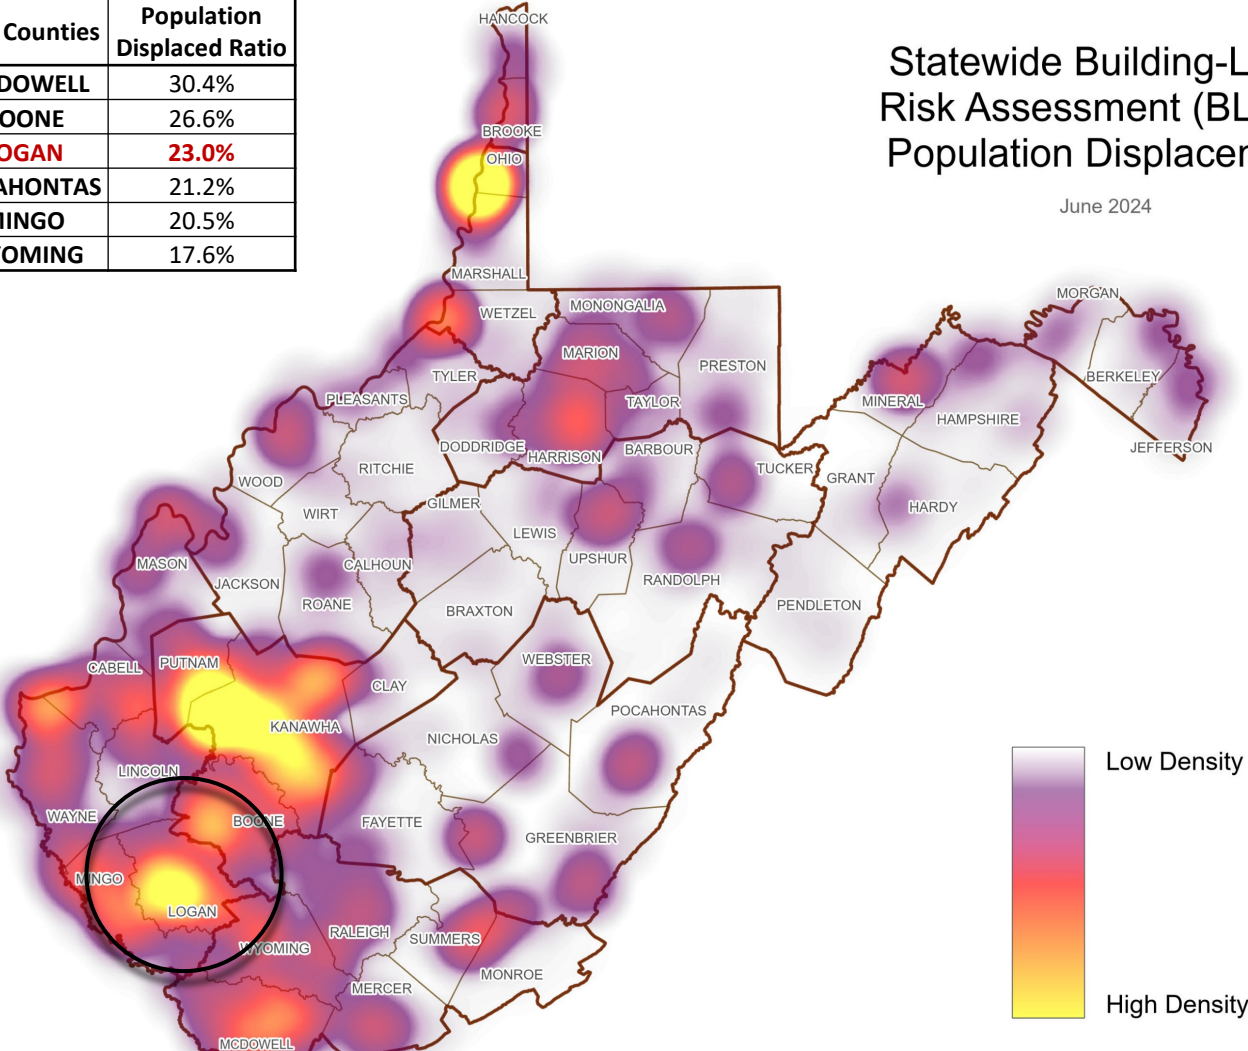 Counties
Population
Displaced Ratio
DOWELL 30.4%
OONE 26.6%
OGAN 23.0%
AHONTAS 21.2%
MINGO 20.5%
OMING 17.6%
Statewide Building-L
Risk Assessment (BL
Population Displacem
June 2024
HANCOCK
BROOKE
OHIO
MARSHALL
WETZEL
MONONGALIA
MORGAN
MARION
PRESTON
TYLER
BERKELEY
PLEASANTS
TAYLOR
MINERAL
HAMPSHIRE
DODDRIDGE
HARRISON
BARBOUR
JEFFERSON
RITCHIE
TUCKER
GRANT
WOOD
GILMER
HARDY
WIRT
LEWIS
UPSHUR
MASON
CALHOUN
JACKSON
RANDOLPH
ROANE
BRAXTON
PENDLETON
CABELL
PUTNAM
WEBSTER
CLAY
POCAHONTAS
KANAWHA
NICHOLAS
LINCOLN
WAYNE
BOONE
FAYETTE
GREENBRIER
MINGO
LOGAN
RALEIGH
SUMMERS
WYOMING
MONROE
MERCER
MCDOWELL
Low Density
High Density